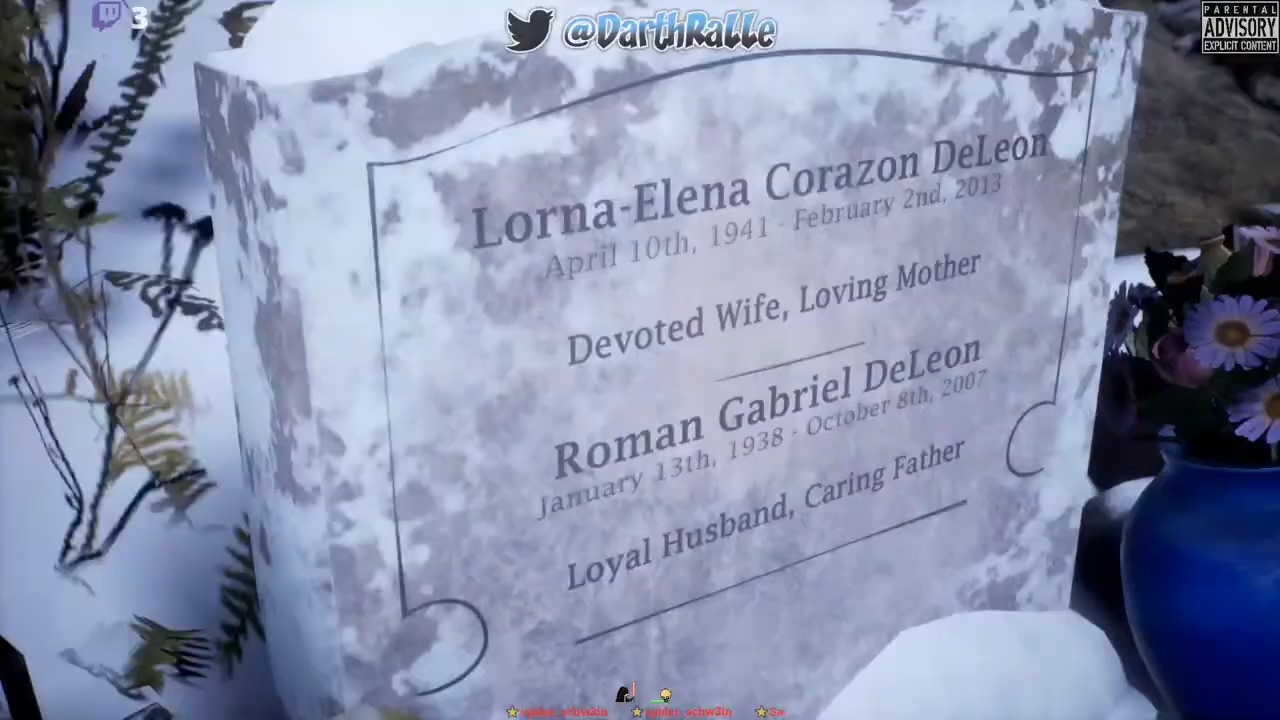 3
@DarthRalle
PARENTAL
ADVISORY
EXPLICIT CONTENT
Lorna-Elena Corazon DeLeon
April 10th, 1941 - February 2nd, 2013
Devoted Wife, Loving Mother
Roman Gabriel DeLeon
January 13th, 1938 - October 8th, 2007
Loyal Husband, Caring Father